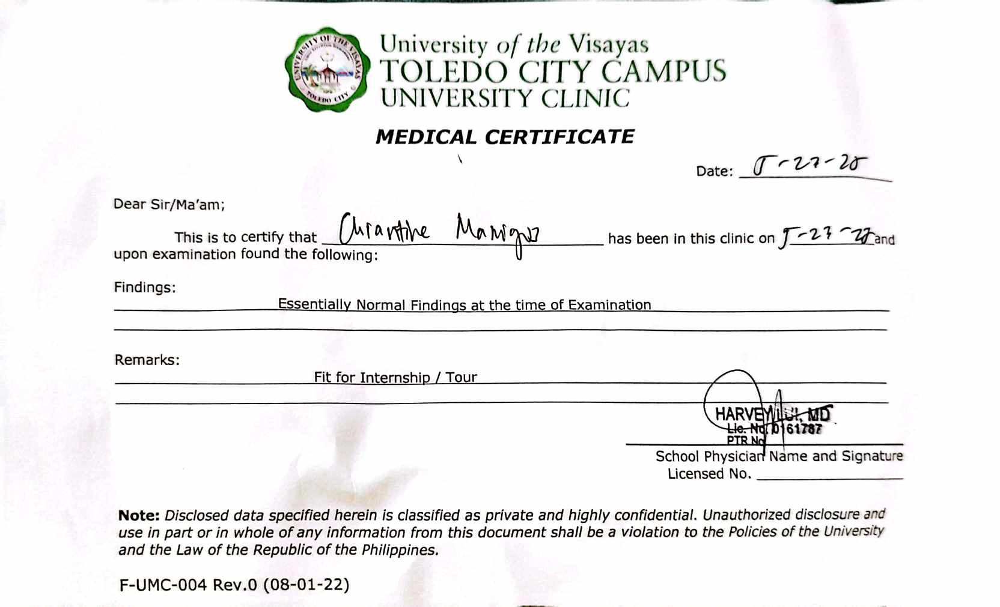 UNIVERSITY OF THE VISAYAS
TOLEDO CITY
University of the Visayas
TOLEDO CITY CAMPUS
UNIVERSITY CLINIC
MEDICAL CERTIFICATE
Date: 5-27-25
Dear Sir/Ma'am;
This is to certify that has been in this clinic on 5-27-25 and
upon examination found the following:
Findings:
Essentially Normal Findings at the time of Examination
Remarks:
Fit for Internship / Tour
HARVEY MD
Lic. No. 0161787
PTR No
School Physician Name and Signature
Licensed No.
Note: Disclosed data specified herein is classified as private and highly confidential. Unauthorized disclosure and
use in part or in whole of any information from this document shall be a violation to the Policies of the University
and the Law of the Republic of the Philippines.
F-UMC-004 Rev.0 (08-01-22)